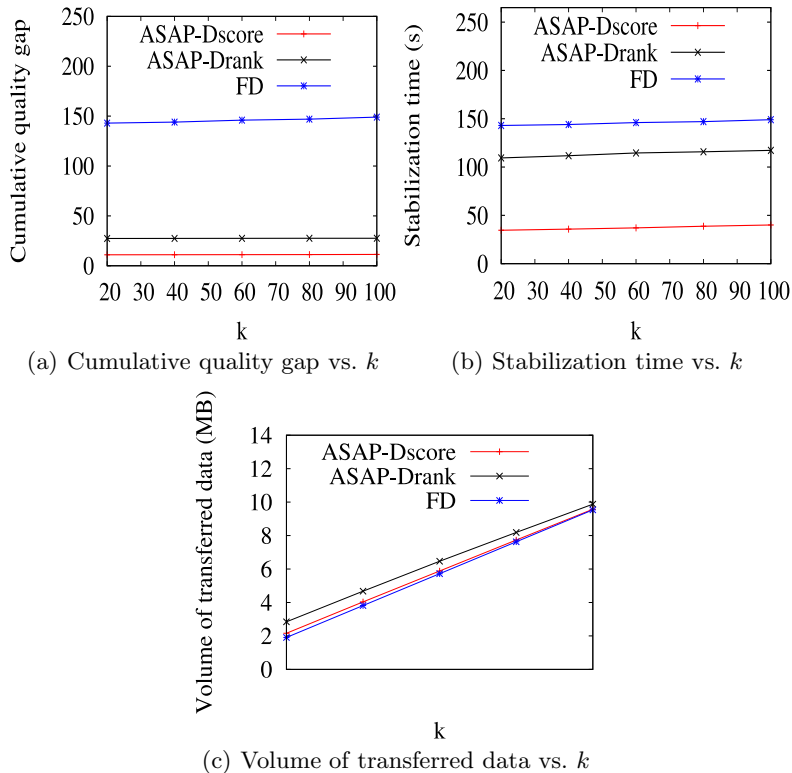 Cumulative quality gap
250
200
150
100
50
0
ASAP-Dscore
ASAP-Drank
FD
20 30 40 50 60 70 80 90 100
k
(a) Cumulative quality gap vs. k
Stabilization time (s)
250
200
150
100
50
0
ASAP-Dscore
ASAP-Drank
FD
20 30 40 50 60 70 80 90 100
k
(b) Stabilization time vs. k
Volume of transferred data (MB)
14
12
10
8
6
4
2
0
ASAP-Dscore
ASAP-Drank
FD
k
(c) Volume of transferred data vs. k